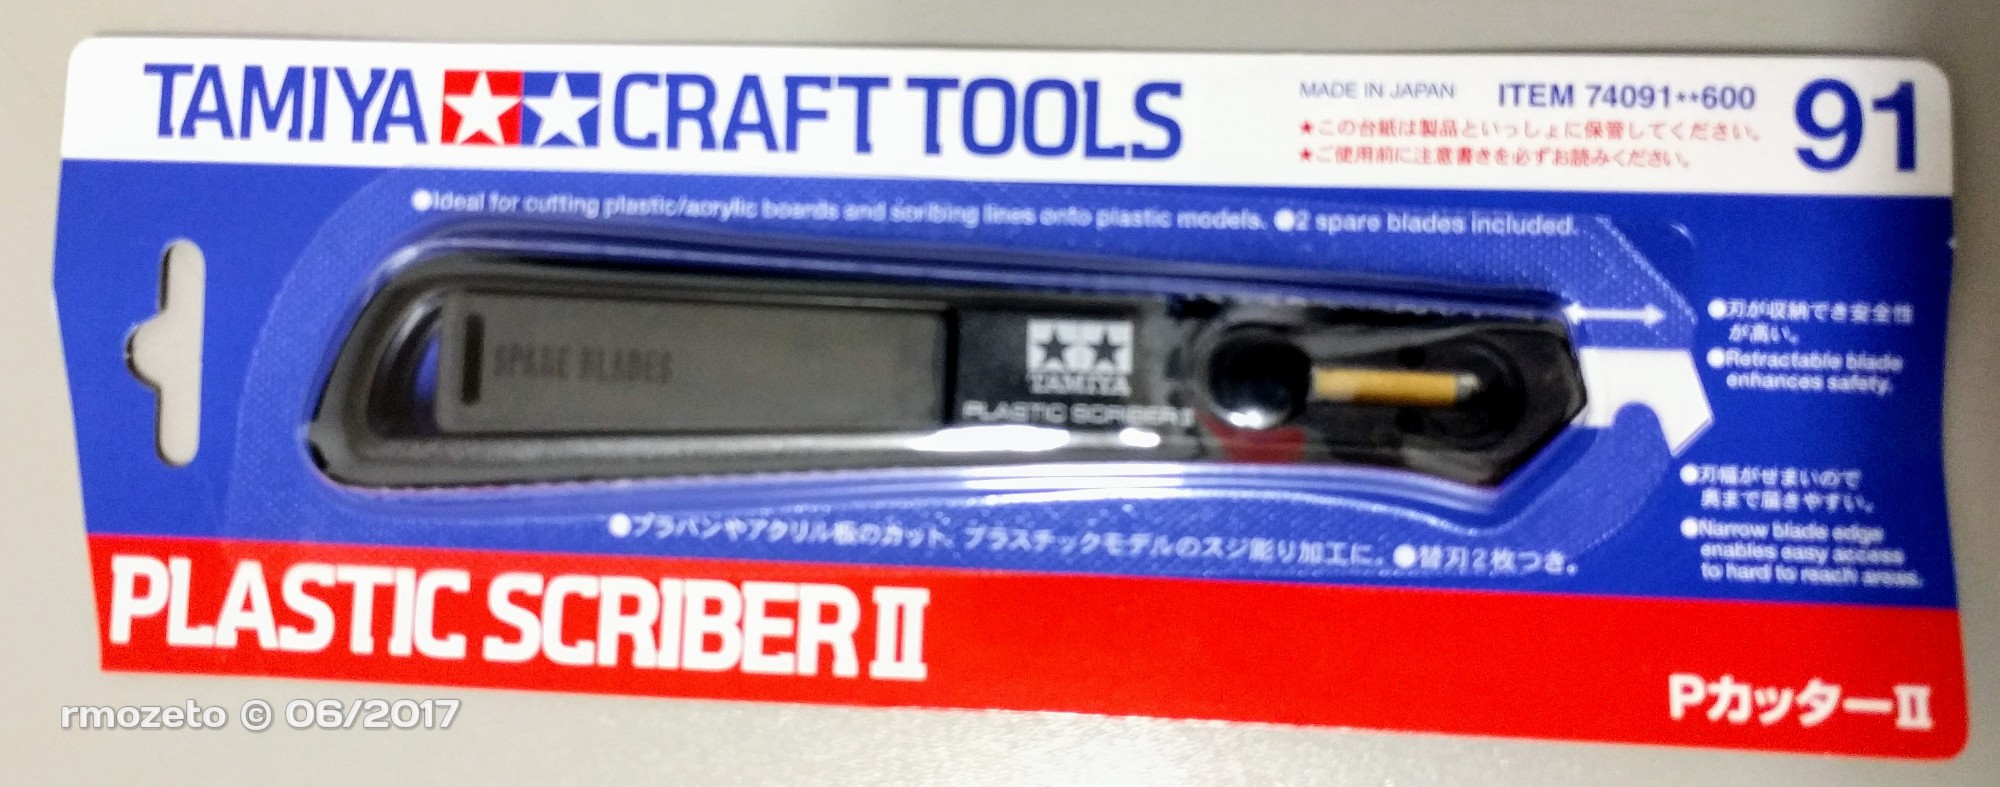 TAMIYA CRAFT TOOLS
MADE IN JAPAN ITEM 74091**600
91
★この台紙は製品といっしょに保管してください。
★ご使用前に注意書きを必ずお読みください。
●Ideal for cutting plastic/acrylic boards and scribing lines onto plastic models. ●2 spare blades included.
SPARE BLADES
TAMIYA
PLASTIC SCRIBER II
●刃が収納でき安全性
が高い。
●Retractable blade
enhances safety.
●刃幅がせまいので
奥まで届きやすい。
●Narrow blade edge
enables easy access
to hard to reach areas.
●プラバンやアクリル板のカット、プラスチックモデルのスジ彫り加工に。●替刃2枚つき。
PLASTIC SCRIBER II
PカッターII
rmozeto © 06/2017